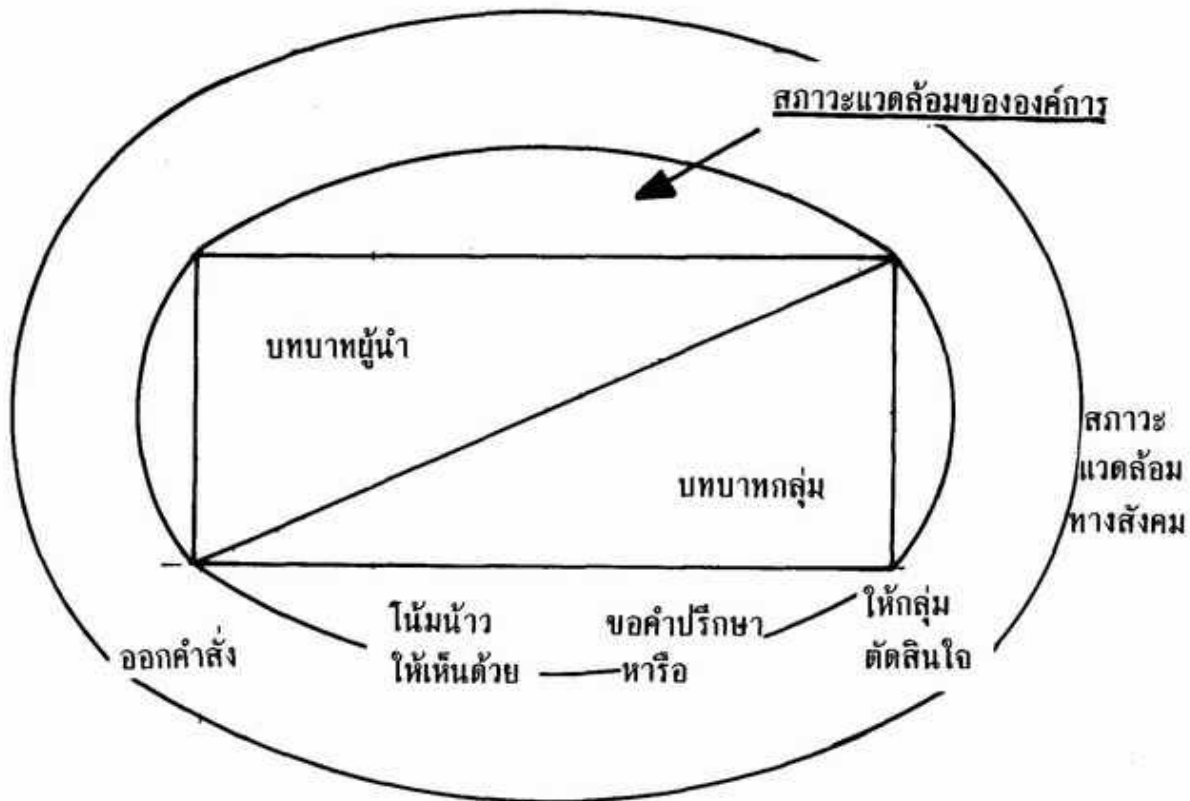 สภาวะแวดล้อมขององค์การ
บทบาทผู้นำ
บทบาทกลุ่ม
สภาวะ
แวดล้อม
ทางสังคม
ออกคำสั่ง
โน้มน้าว
ให้เห็นด้วย
ขอคำปรึกษา
หารือ
ให้กลุ่ม
ตัดสินใจ